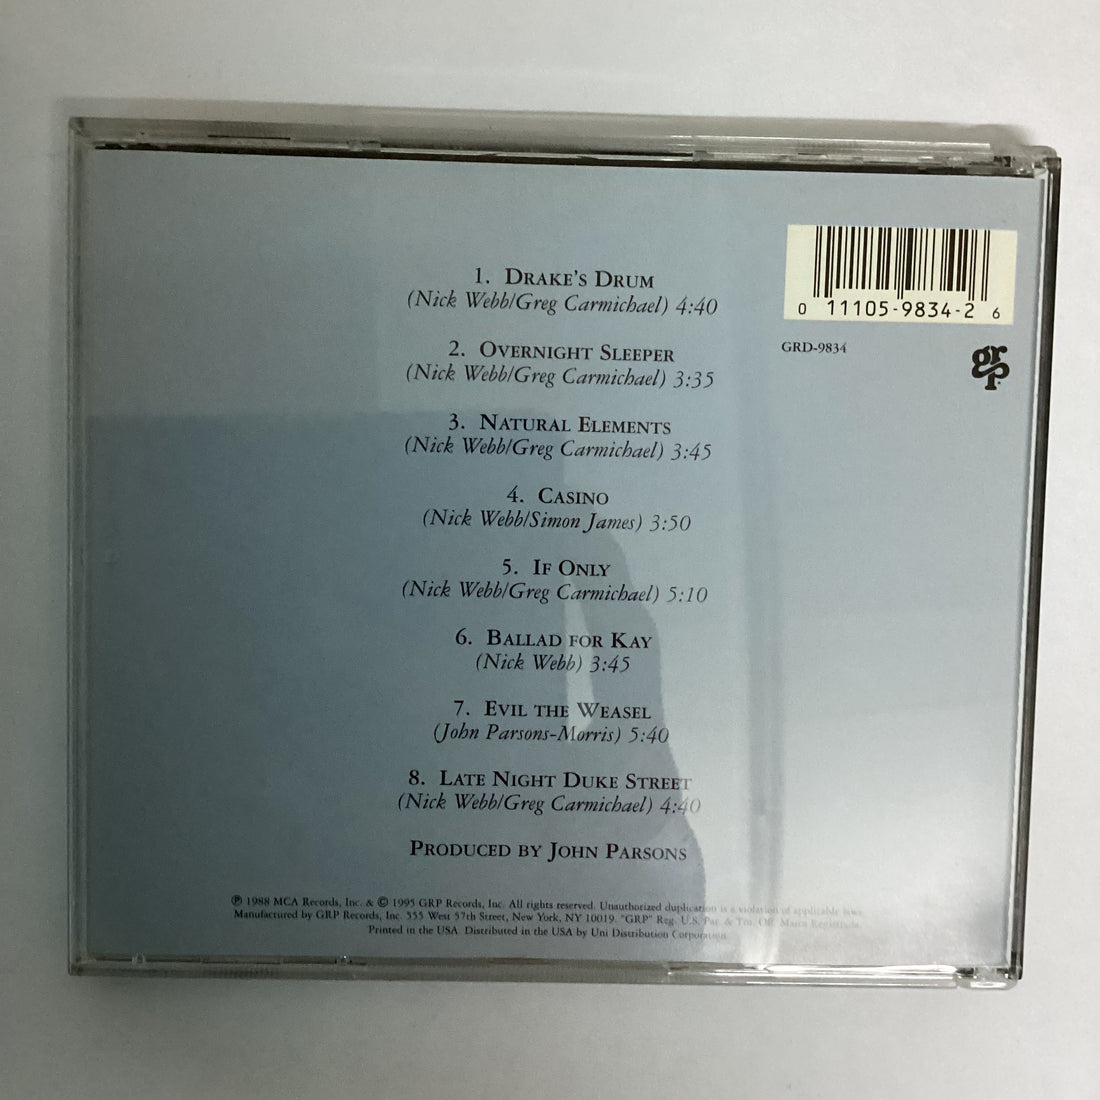 1. DRAKE'S DRUM
(Nick Webb/Greg Carmichael) 4:40
2. OVERNIGHT SLEEPER
(Nick Webb/Greg Carmichael) 3:35
3. NATURAL ELEMENTS
(Nick Webb/Greg Carmichael) 3:45
4. CASINO
(Nick Webb/Simon James) 3:50
5. IF ONLY
(Nick Webb/Greg Carmichael) 5:10
6. BALLAD FOR KAY
(Nick Webb) 3:45
7. EVIL THE WEASEL
(John Parsons-Morris) 5:40
8. LATE NIGHT DUKE STREET
(Nick Webb/Greg Carmichael) 4:40
PRODUCED BY JOHN PARSONS
0 11105-9834-2 6
GRD-9834
grp
℗ 1988 MCA Records, Inc. & © 1995 GRP Records, Inc. All rights reserved. Unauthorized duplication is a violation of applicable laws.
Manufactured by GRP Records, Inc. 555 West 57th Street, New York, NY 10019. "GRP" Reg. U.S. Pat. & Tm. Off. Marca Registrada.
Printed in the USA. Distributed in the USA by Uni Distribution Corporation.